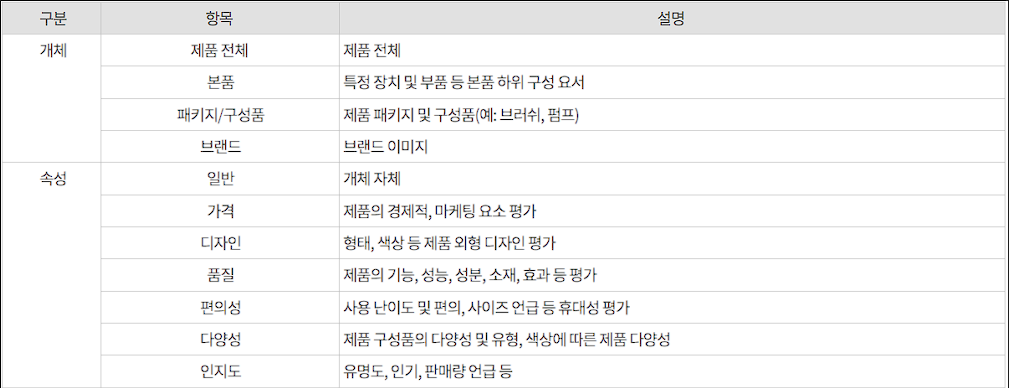 구분 항목 설명
개체 제품 전체 제품 전체
본품 특정 장치 및 부품 등 본품 하위 구성 요서
패키지/구성품 제품 패키지 및 구성품(예: 브러쉬, 펌프)
브랜드 브랜드 이미지
속성 일반 개체 자체
가격 제품의 경제적, 마케팅 요소 평가
디자인 형태, 색상 등 제품 외형 디자인 평가
품질 제품의 기능, 성능, 성분, 소재, 효과 등 평가
편의성 사용 난이도 및 편의, 사이즈 언급 등 휴대성 평가
다양성 제품 구성품의 다양성 및 유형, 색상에 따른 제품 다양성
인지도 유명도, 인기, 판매량 언급 등